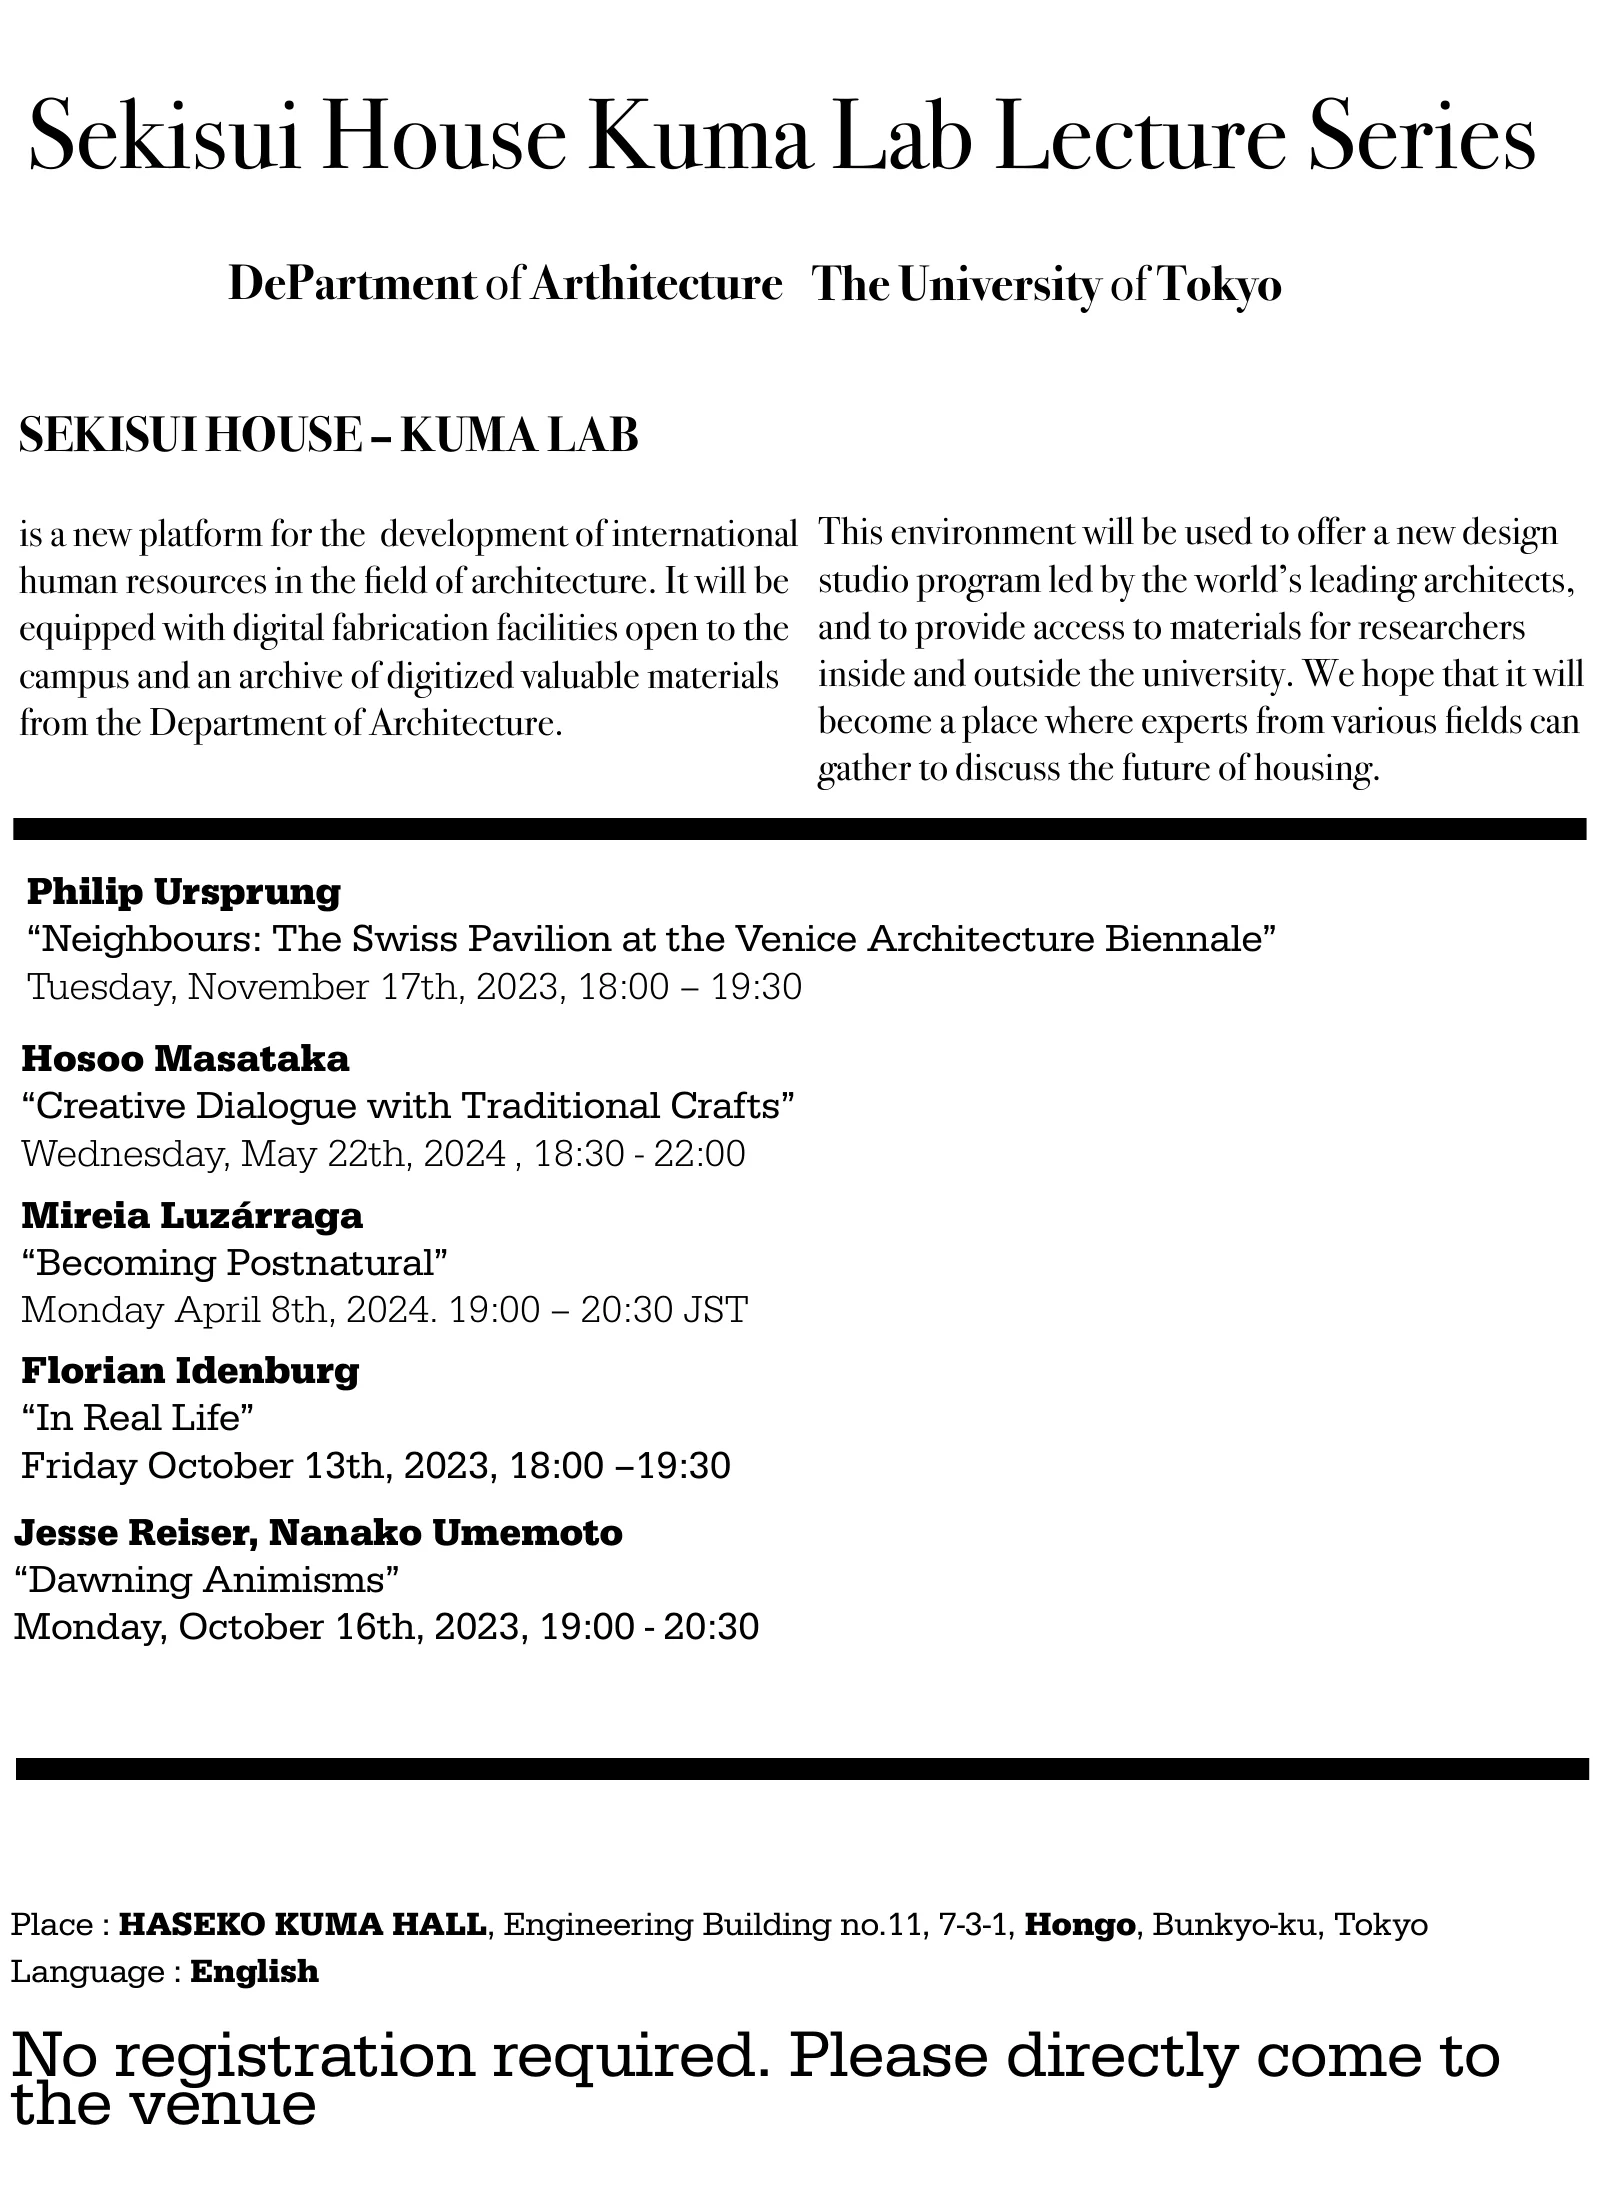 Sekisui House Kuma Lab Lecture Series
DePartment of Arthitecture The University of Tokyo
SEKISUI HOUSE – KUMA LAB
is a new platform for the development of international
human resources in the field of architecture. It will be
equipped with digital fabrication facilities open to the
campus and an archive of digitized valuable materials
from the Department of Architecture.
This environment will be used to offer a new design
studio program led by the world’s leading architects,
and to provide access to materials for researchers
inside and outside the university. We hope that it will
become a place where experts from various fields can
gather to discuss the future of housing.
Philip Ursprung
“Neighbours: The Swiss Pavilion at the Venice Architecture Biennale”
Tuesday, November 17th, 2023, 18:00 – 19:30
Hosoo Masataka
“Creative Dialogue with Traditional Crafts”
Wednesday, May 22th, 2024 , 18:30 - 22:00
Mireia Luzárraga
“Becoming Postnatural”
Monday April 8th, 2024. 19:00 – 20:30 JST
Florian Idenburg
“In Real Life”
Friday October 13th, 2023, 18:00 –19:30
Jesse Reiser, Nanako Umemoto
“Dawning Animisms”
Monday, October 16th, 2023, 19:00 - 20:30
Place : HASEKO KUMA HALL, Engineering Building no.11, 7-3-1, Hongo, Bunkyo-ku, Tokyo
Language : English
No registration required. Please directly come to
the venue